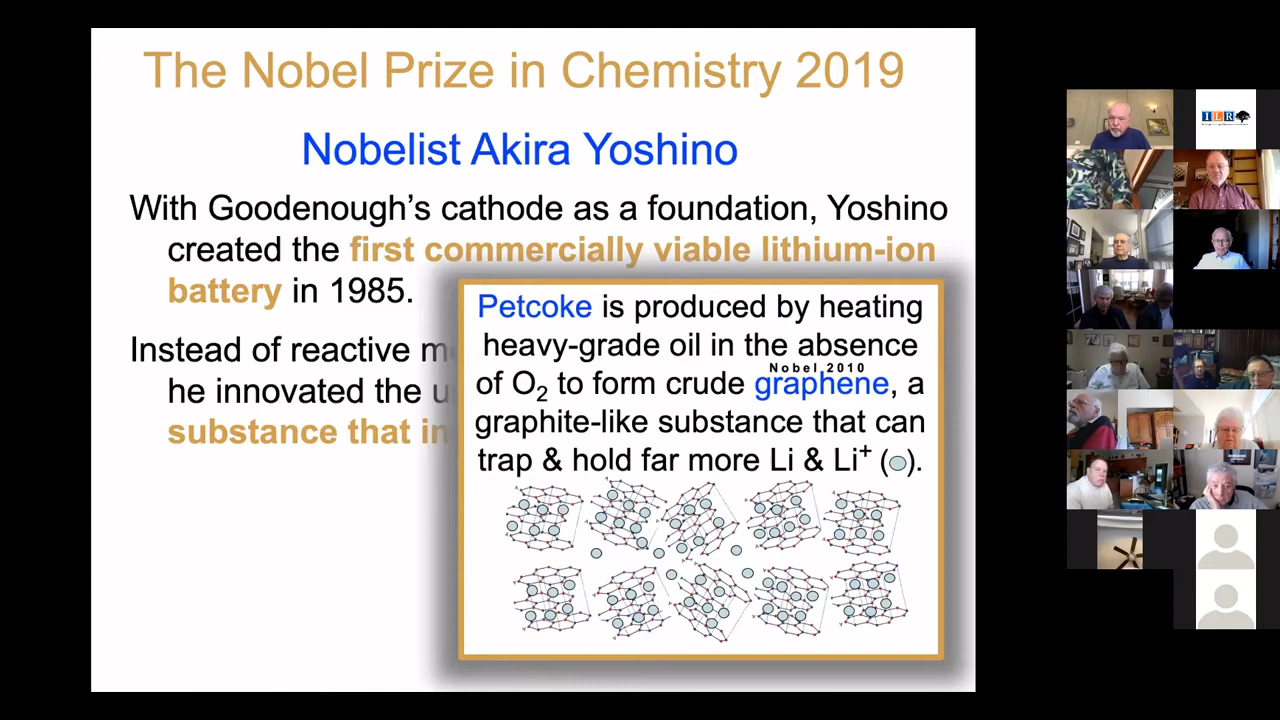 The Nobel Prize in Chemistry 2019
Nobelist Akira Yoshino
With Goodenough's cathode as a foundation, Yoshino
created the first commercially viable lithium-ion
battery in 1985.
Instead of reactive
he innovated the
substance that
Petcoke is produced by heating
heavy-grade oil in the absence
Nobel 2010
of O₂ to form crude graphene, a
graphite-like substance that can
trap & hold far more Li & Li⁺ ( ).
ILR